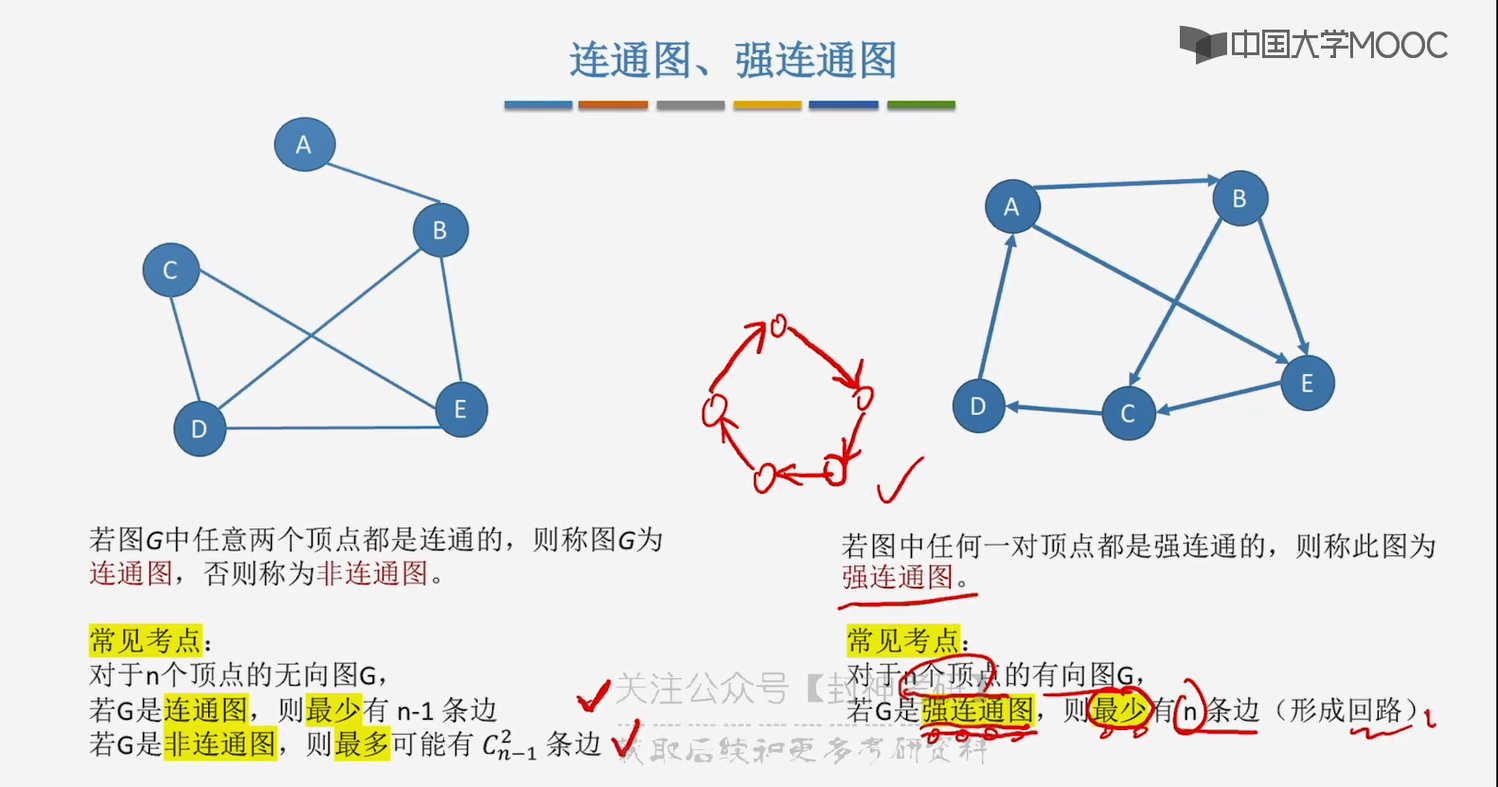 连通图、强连通图
中国大学MOOC
A
B
C
D
E
A
B
C
D
E
若图G中任意两个顶点都是连通的，则称图G为
连通图，否则称为非连通图。
常见考点：
对于n个顶点的无向图G，
若G是连通图，则最少有 n-1 条边
若G是非连通图，则最多可能有 C²ₙ₋₁ 条边
若图中任何一对顶点都是强连通的，则称此图为
强连通图。
常见考点：
对于n个顶点的有向图G，
若G是强连通图，则最少有 n 条边（形成回路）
关注公众号【封神考研】
获取后续和更多考研资料